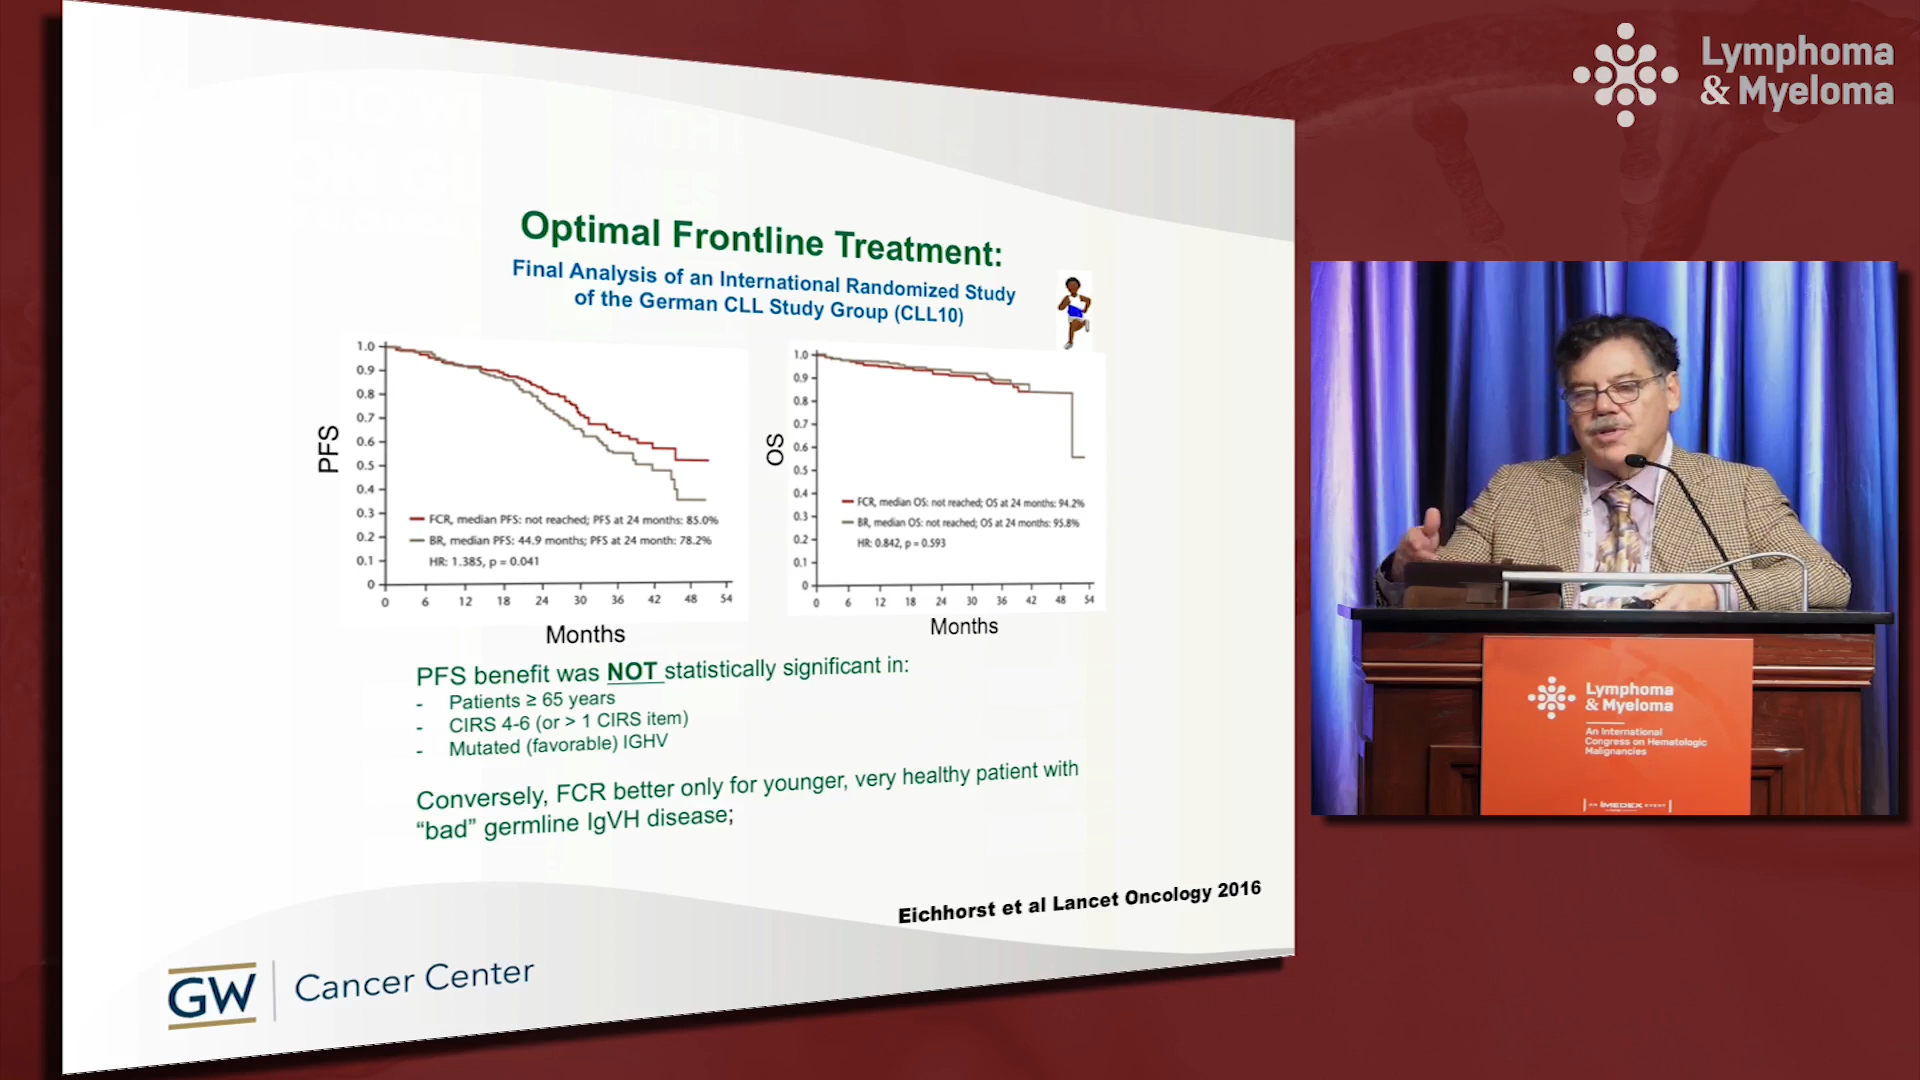 Lymphoma
& Myeloma
Optimal Frontline Treatment:
Final Analysis of an International Randomized Study
of the German CLL Study Group (CLL10)
PFS
1.0
0.9
0.8
0.7
0.6
0.5
0.4
0.3
0.2
0.1
0
FCR, median PFS: not reached; PFS at 24 months: 85.0%
BR, median PFS: 44.9 months; PFS at 24 month: 78.2%
HR: 1.385, p = 0.041
0 6 12 18 24 30 36 42 48 54
Months
OS
1.0
0.9
0.8
0.7
0.6
0.5
0.4
0.3
0.2
0.1
0
FCR, median OS: not reached; OS at 24 months: 94.2%
BR, median OS: not reached; OS at 24 months: 95.8%
HR: 0.842, p = 0.593
0 6 12 18 24 30 36 42 48 54
Months
PFS benefit was NOT statistically significant in:
- Patients ≥ 65 years
- CIRS 4-6 (or > 1 CIRS item)
- Mutated (favorable) IGHV
Conversely, FCR better only for younger, very healthy patient with
“bad” germline IgVH disease;
Eichhorst et al Lancet Oncology 2016
GW Cancer Center
Lymphoma
& Myeloma
An International
Congress on Hematologic
Malignancies
AN IMEDEX EVENT